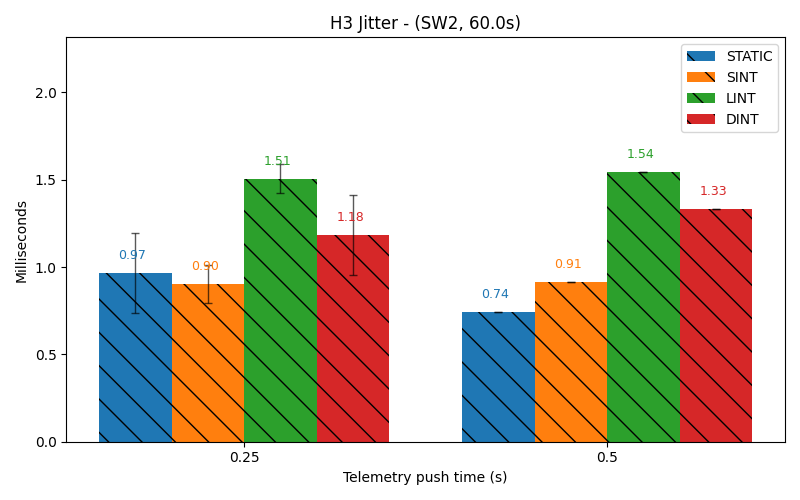 H3 Jitter - (SW2, 60.0s)
STATIC
SINT
LINT
DINT
2.0
1.5
1.0
0.5
0.0
Milliseconds
0.97
0.90
1.51
1.18
0.74
0.91
1.54
1.33
0.25
0.5
Telemetry push time (s)